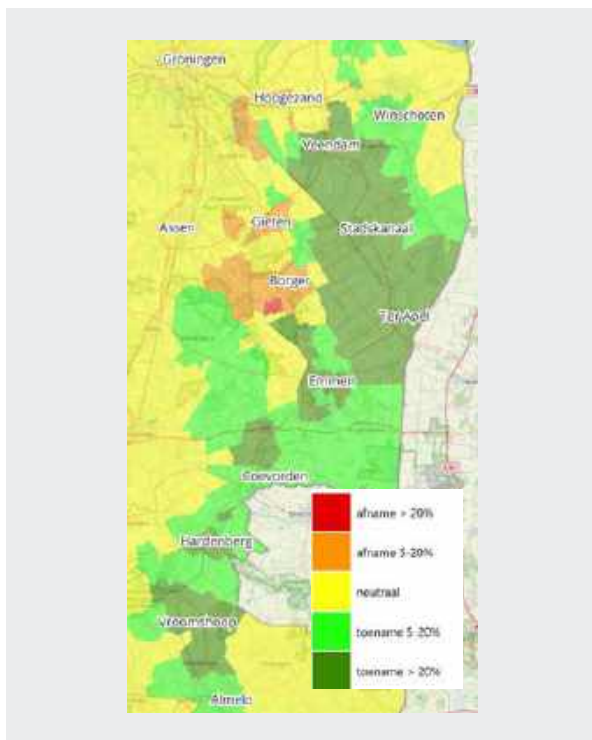 Groningen
Hoogezand
Winschoten
Veendam
Assen
Gieten
Stadskanaal
Borger
Ter Apel
Emmen
Coevorden
afname > 20%
afname 5-20%
Hardenberg
neutraal
Vroomshoop
toename 5-20%
toename > 20%
Almelo